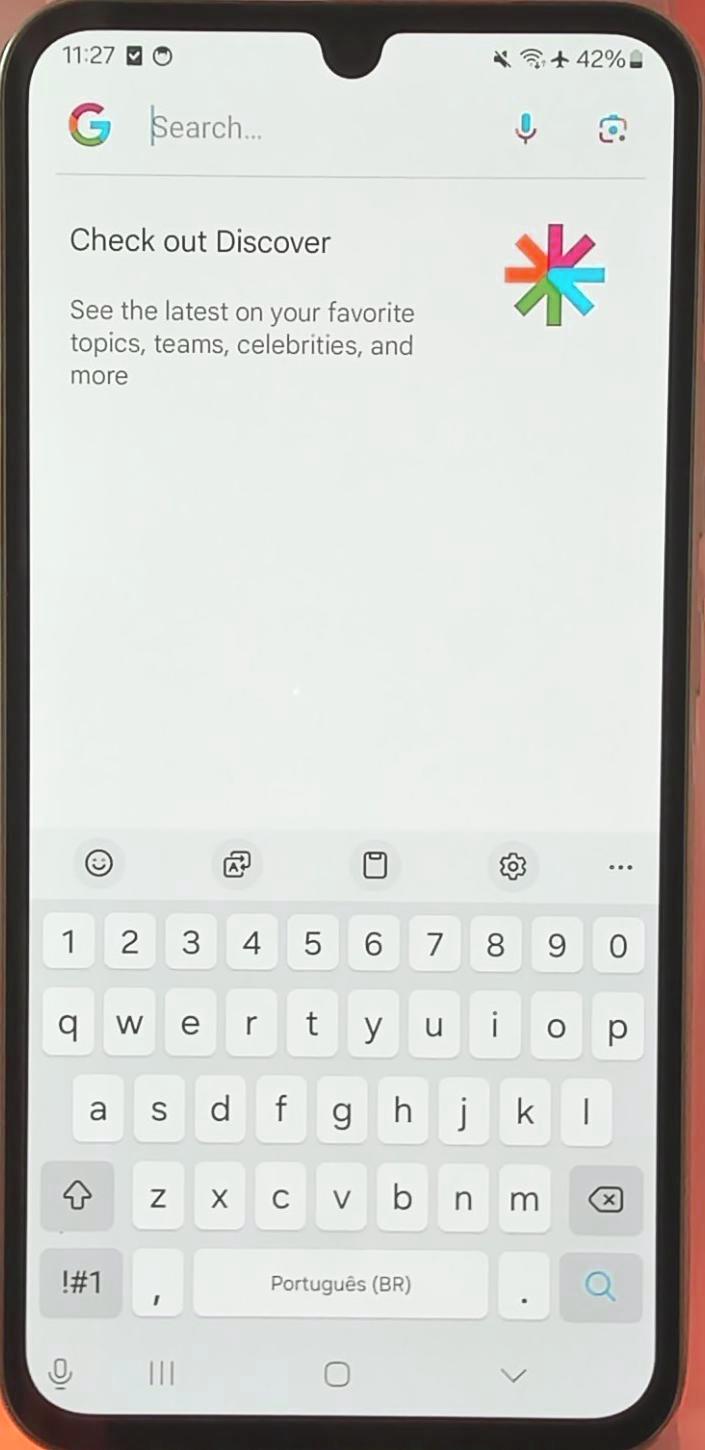 11:27 42%
G Search...
Check out Discover
See the latest on your favorite
topics, teams, celebrities, and
more
1 2 3 4 5 6 7 8 9 0
q w e r t y u i o p
a s d f g h j k l
z x c v b n m
!#1 , Português (BR) .